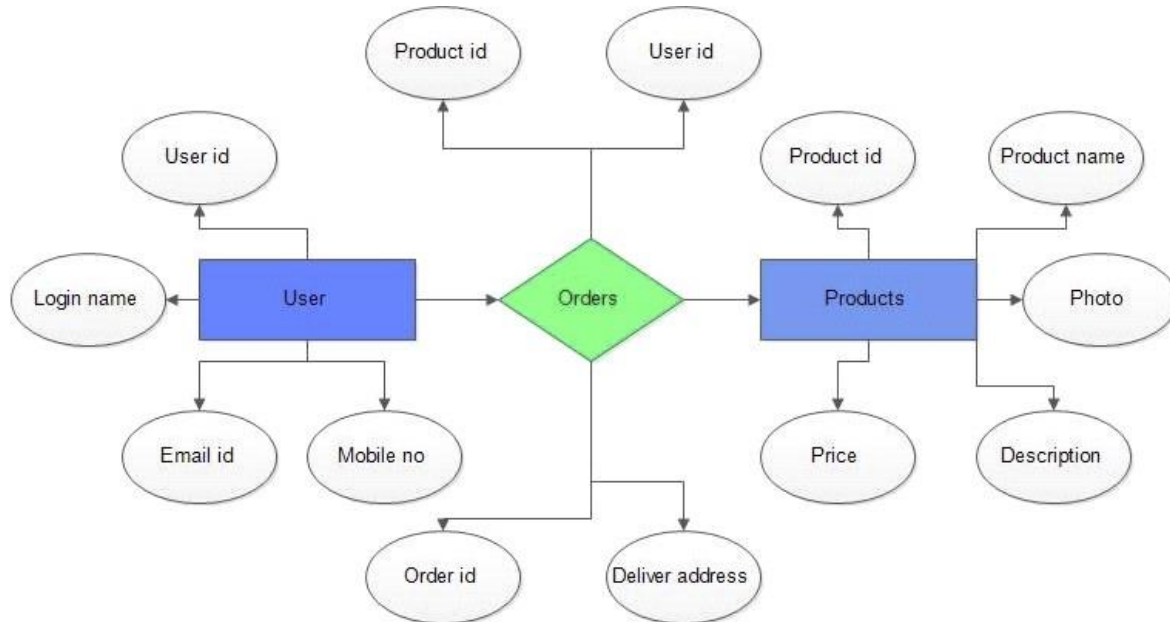 Product id
User id
User id
Product id
Product name
Login name
User
Orders
Products
Photo
Email id
Mobile no
Price
Description
Order id
Deliver address